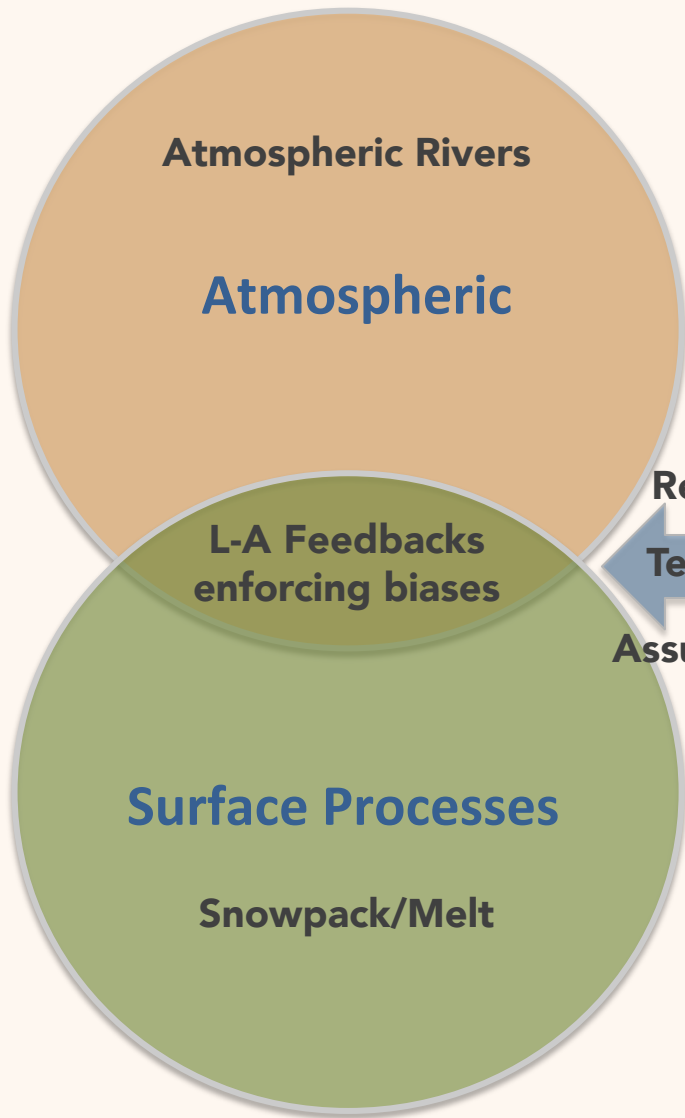 Atmospheric Rivers
Atmospheric
L-A Feedbacks
enforcing biases
Surface Processes
Snowpack/Melt